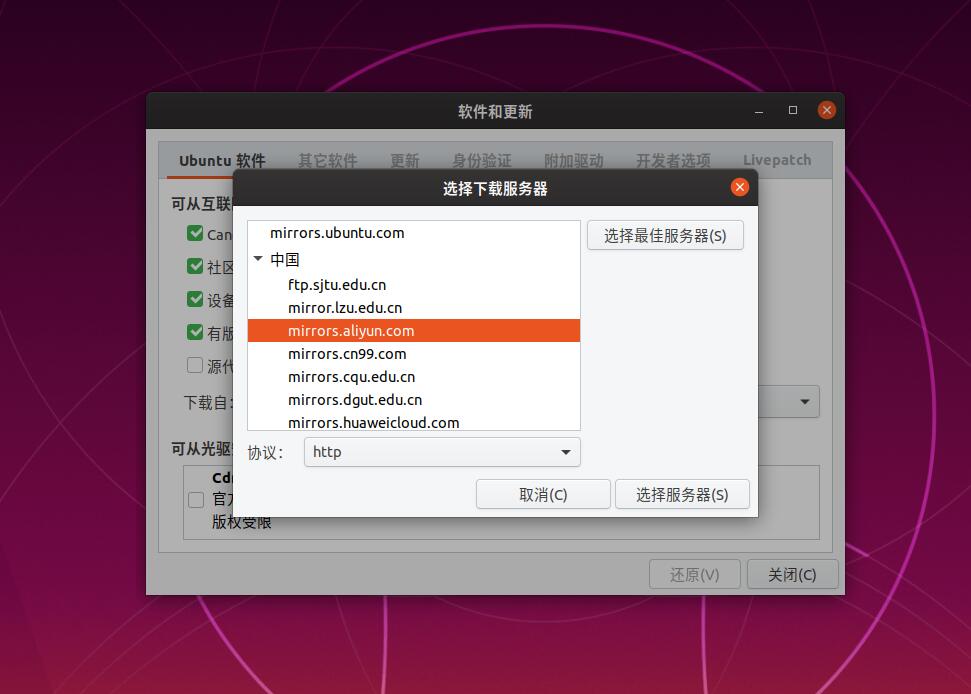 软件和更新
Ubuntu 软件 其它软件 更新 身份验证 附加驱动 开发者选项 Livepatch
选择下载服务器
可从互联
Can
社区
设备
有版
源代
下载自:
mirrors.ubuntu.com
中国
ftp.sjtu.edu.cn
mirror.lzu.edu.cn
mirrors.aliyun.com
mirrors.cn99.com
mirrors.cqu.edu.cn
mirrors.dgut.edu.cn
mirrors.huaweicloud.com
选择最佳服务器(S)
协议： http
取消(C) 选择服务器(S)
可从光驱
官方
版权受限
还原(V) 关闭(C)